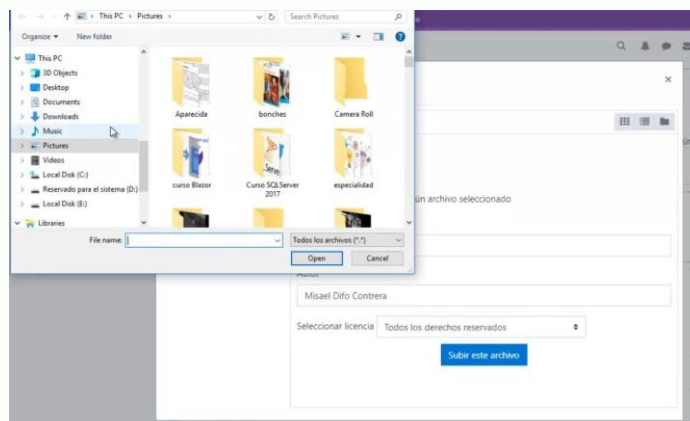 This PC > Pictures >
Search Pictures
Organize
New folder
This PC
3D Objects
Desktop
Documents
Downloads
Music
Pictures
Videos
Local Disk (C:)
Reservado para el sistema (D:)
Local Disk (E:)
Libraries
Aparecida
bonches
Camera Roll
curso Blazor
Curso SQLServer
2017
especialidad
File name:
Todos los archivos (*.*)
Open
Cancel
ún archivo seleccionado
Autor
Misael Difo Contrera
Seleccionar licencia
Todos los derechos reservados
Subir este archivo